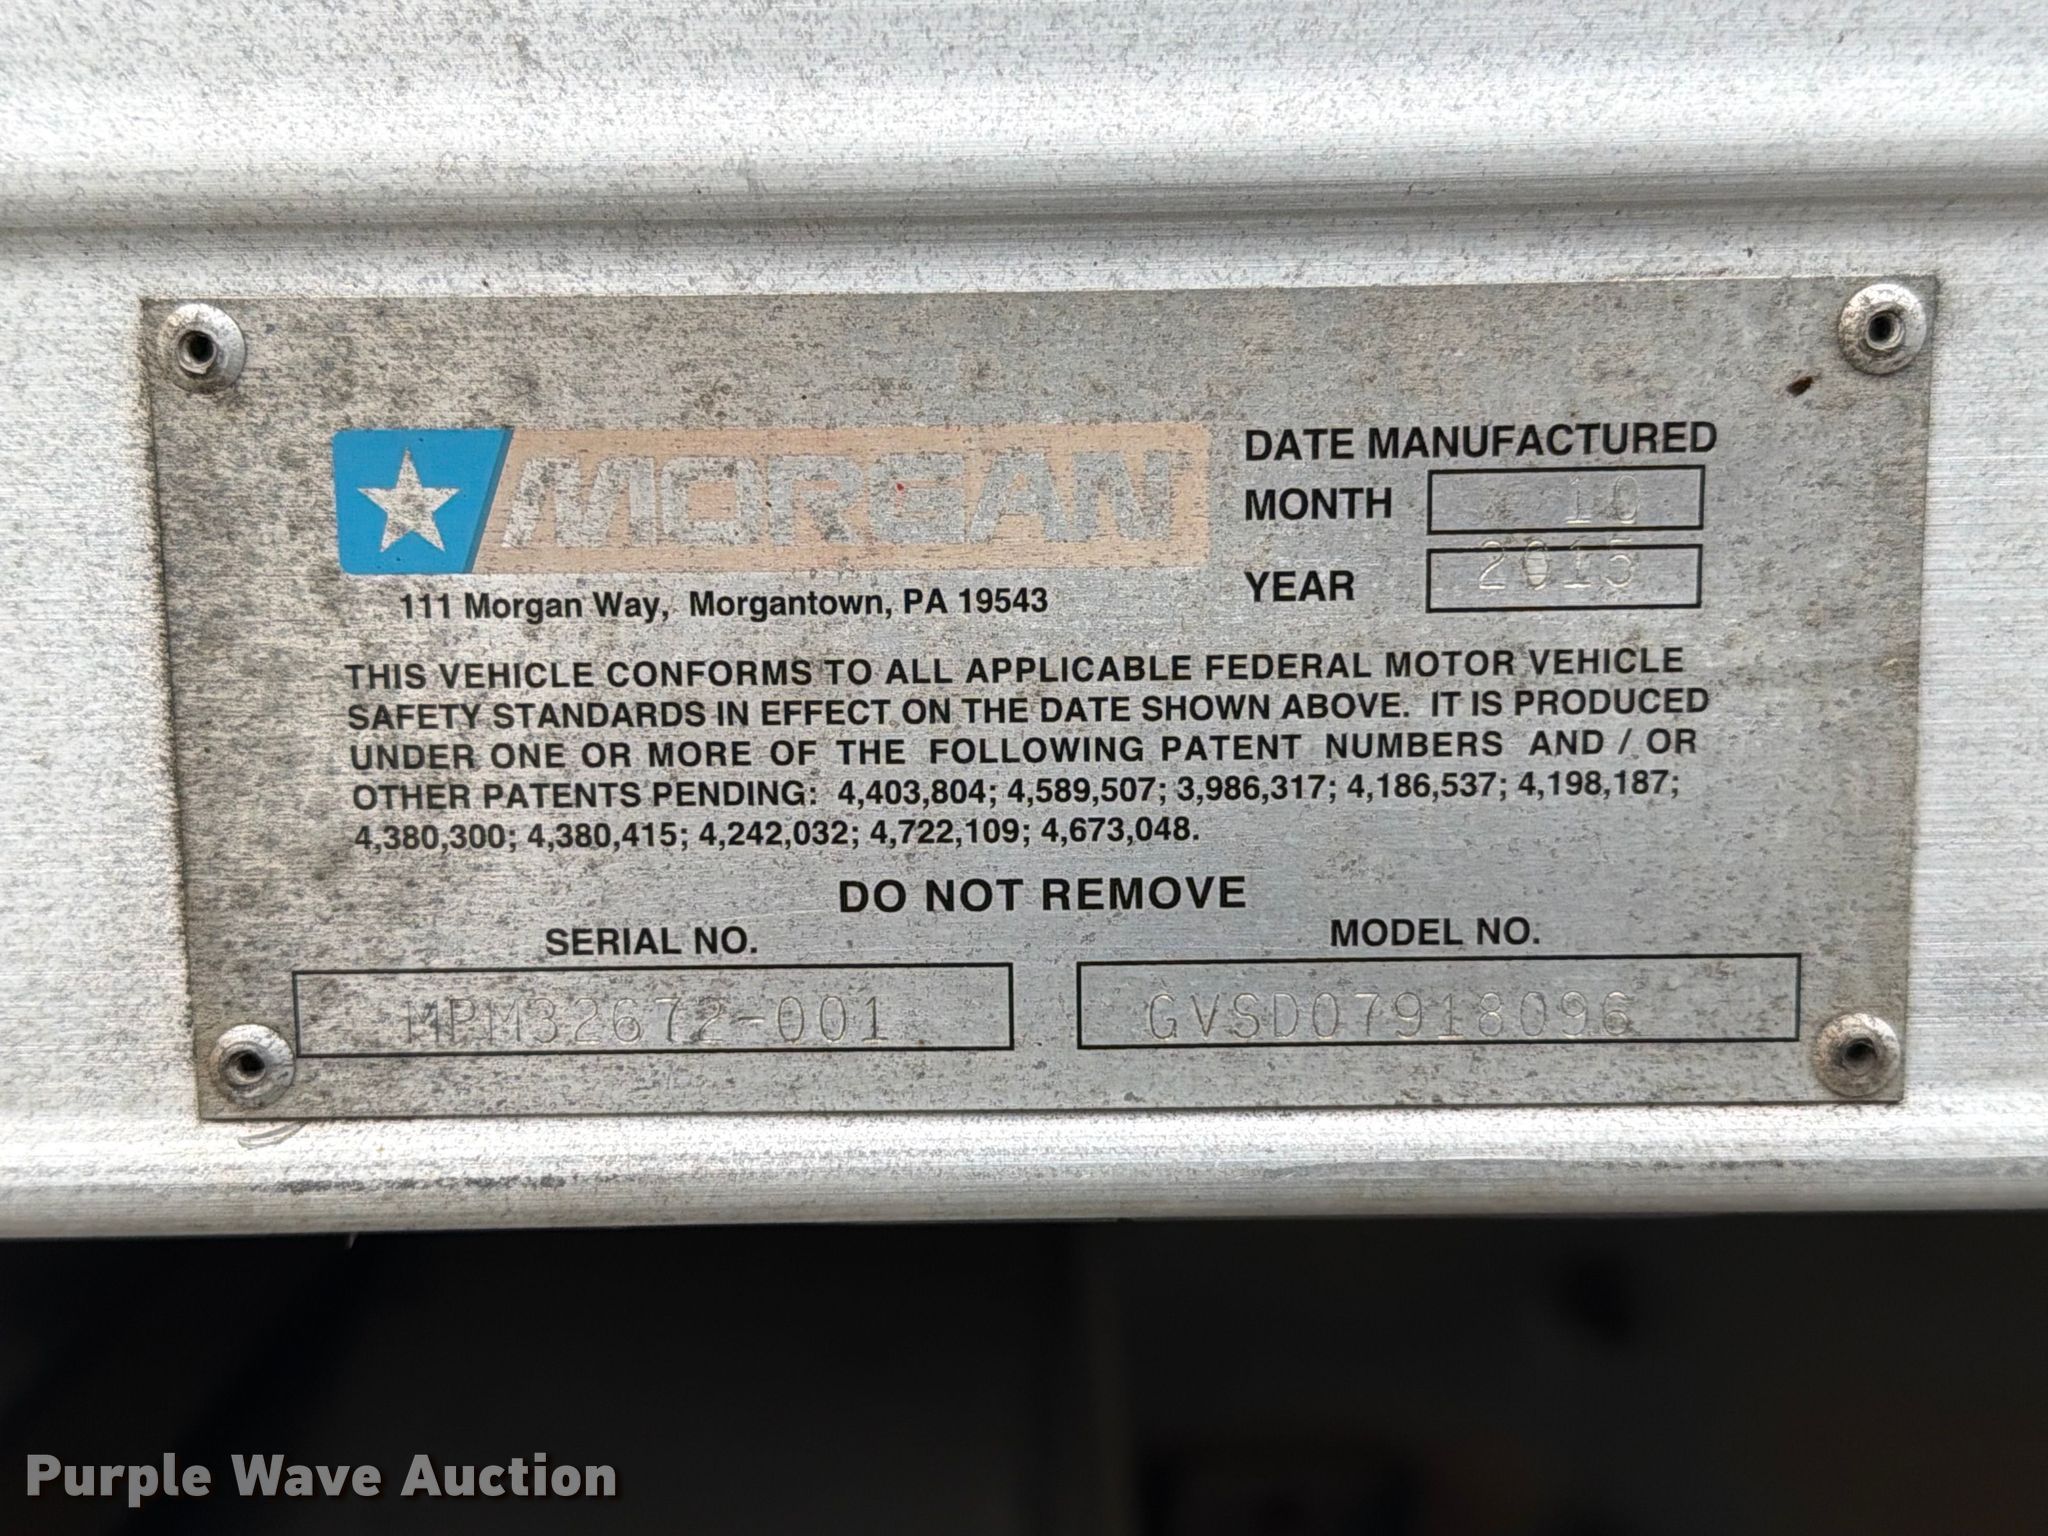 MORGAN
111 Morgan Way, Morgantown, PA 19543
DATE MANUFACTURED
MONTH 10
YEAR 2015
THIS VEHICLE CONFORMS TO ALL APPLICABLE FEDERAL MOTOR VEHICLE
SAFETY STANDARDS IN EFFECT ON THE DATE SHOWN ABOVE. IT IS PRODUCED
UNDER ONE OR MORE OF THE FOLLOWING PATENT NUMBERS AND / OR
OTHER PATENTS PENDING: 4,403,804; 4,589,507; 3,986,317; 4,186,537; 4,198,187;
4,380,300; 4,380,415; 4,242,032; 4,722,109; 4,673,048.
DO NOT REMOVE
SERIAL NO.
MPM32672-001
MODEL NO.
GVSD07918096
Purple Wave Auction